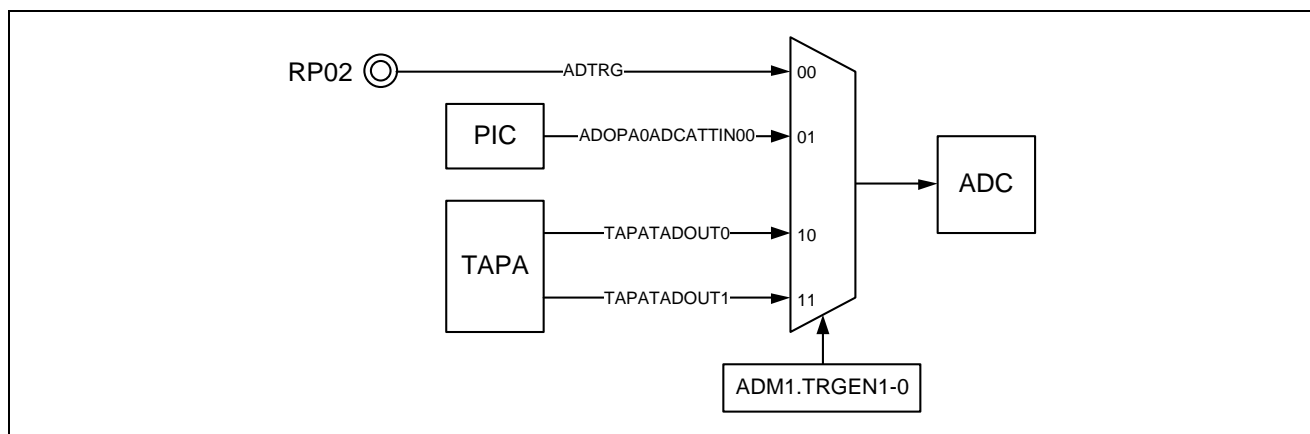 RP02
ADTRG
00
PIC
ADOPA0ADCATTIN00
01
ADC
TAPATADOUT0
10
TAPA
TAPATADOUT1
11
ADM1.TRGEN1-0